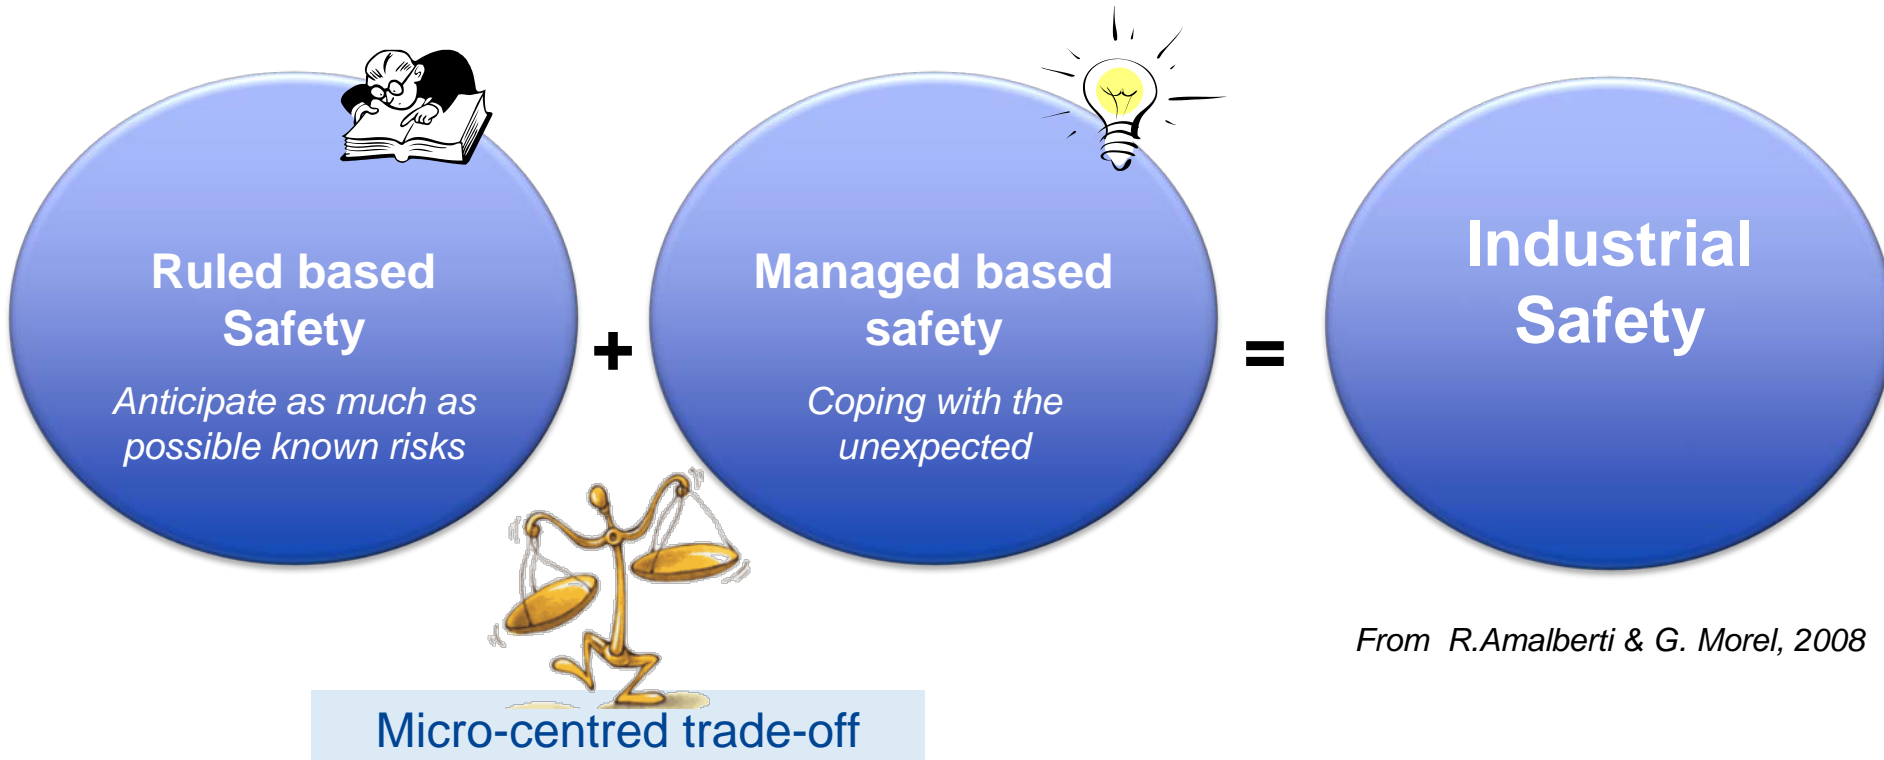 Ruled based
Safety
Anticipate as much as
possible known risks
+
Managed based
safety
Coping with the
unexpected
=
Industrial
Safety
From R.Amalberti & G. Morel, 2008
Micro-centred trade-off